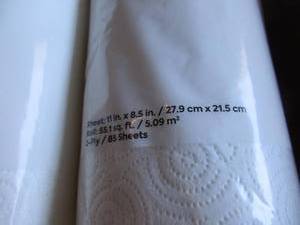 Sheet: 11 in. x 8.5 in. / 27.9 cm x 21.5 cm
Roll: 55.1 sq. ft. / 5.09 m²
2-Ply / 85 Sheets